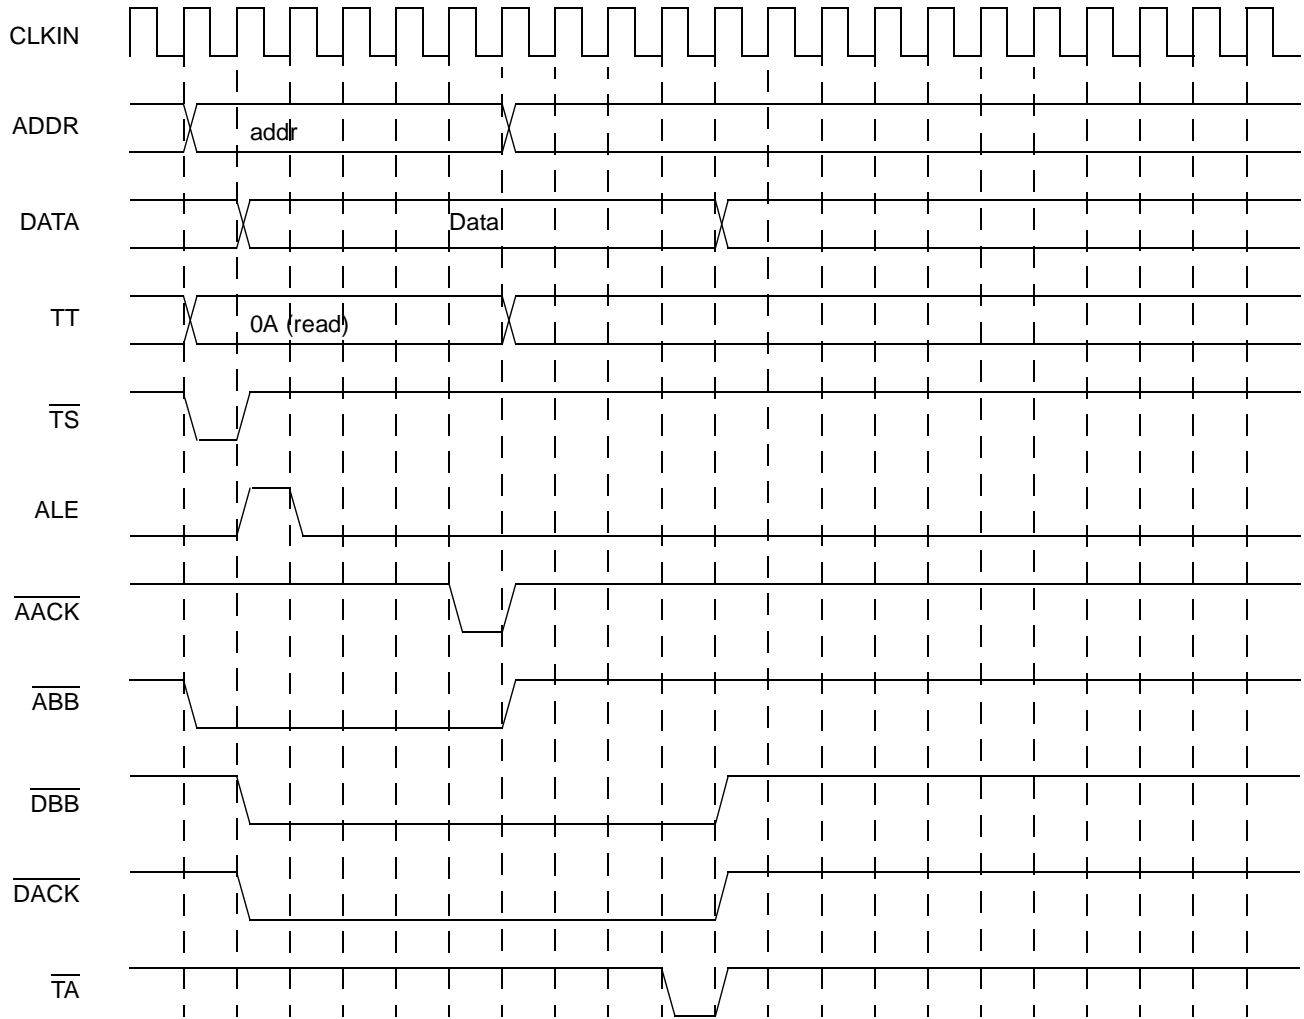 CLKIN
ADDR
addr
DATA
Data
TT
0A (read)
TS
ALE
AACK
ABB
DBB
DACK
TA